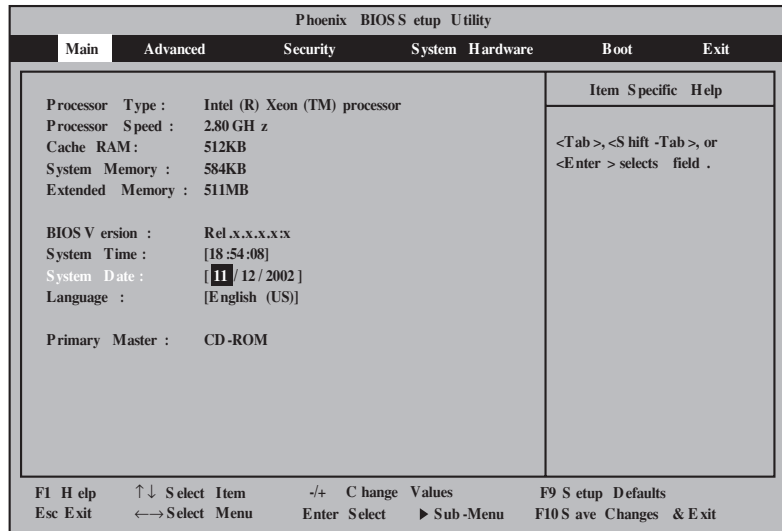 Phoenix BIOS Setup Utility
Main Advanced Security System Hardware Boot Exit
Item Specific Help
Processor Type : Intel (R) Xeon (TM) processor
Processor Speed : 2.80 GHz
Cache RAM : 512KB
System Memory : 584KB
Extended Memory : 511MB
<Tab>, <Shift -Tab>, or
<Enter> selects field .
BIOS Version : Rel.x.x.x.x:x
System Time : [18:54:08]
System Date : [ 11 / 12 / 2002 ]
Language : [English (US)]
Primary Master : CD-ROM
F1 Help ↑↓ Select Item -/+ Change Values F9 Setup Defaults
Esc Exit ←→ Select Menu Enter Select ▶ Sub-Menu F10 Save Changes & Exit